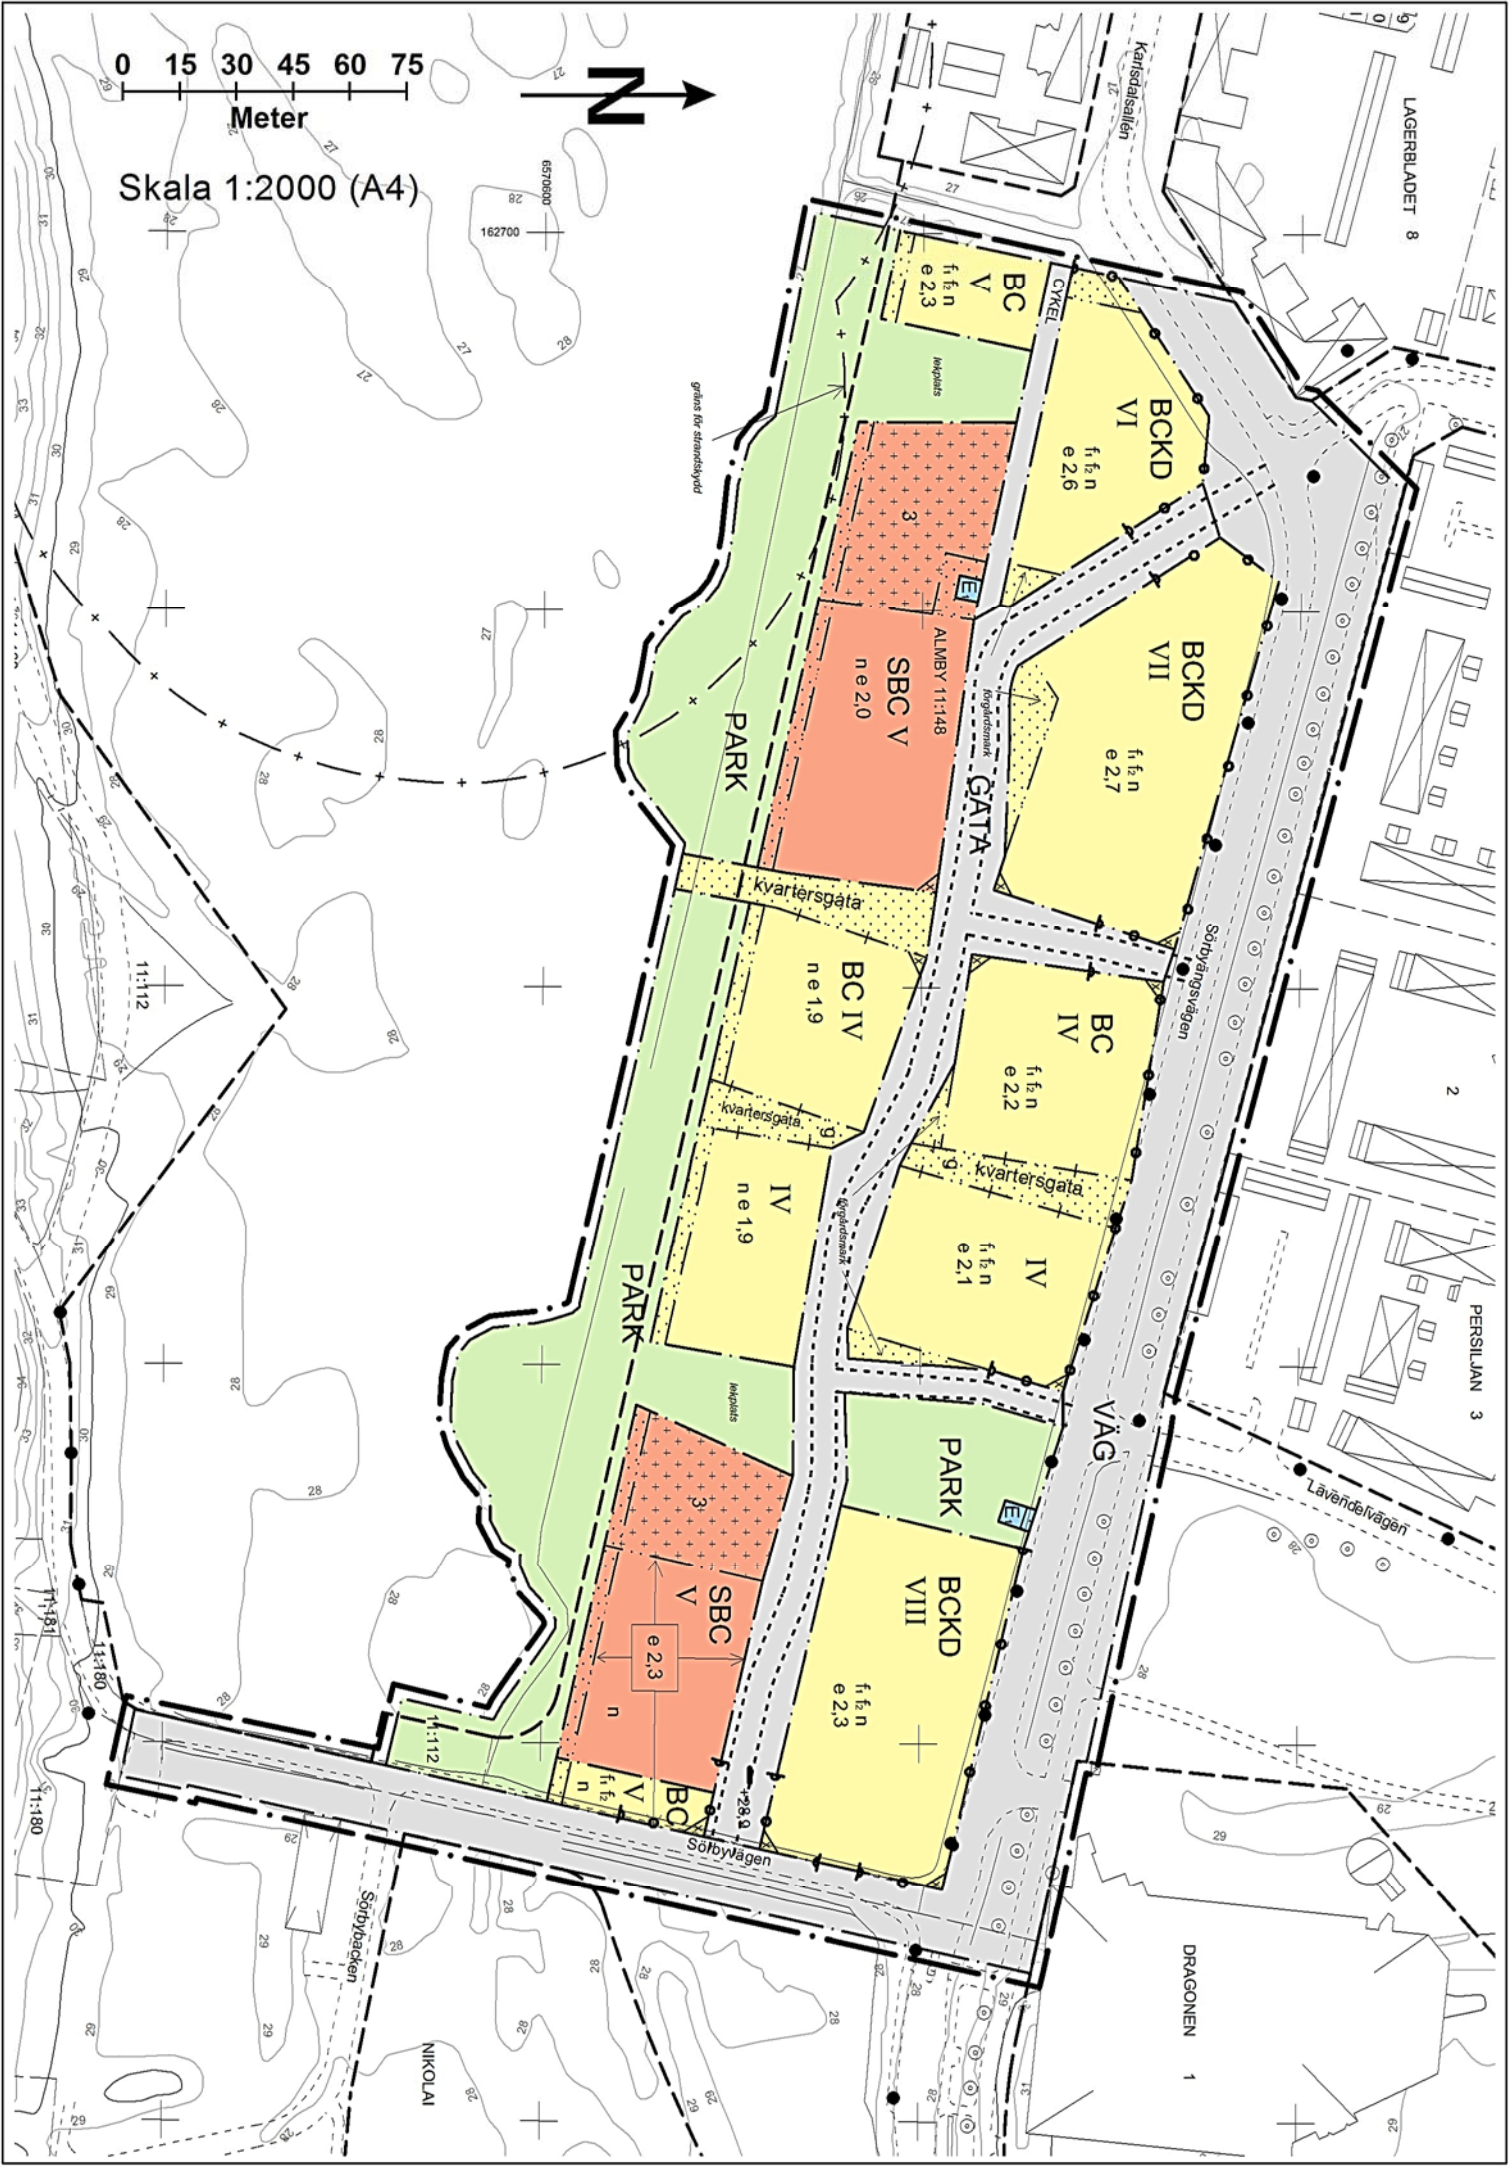 0 15 30 45 60 75
Meter
Skala 1:2000 (A4)
N
6570600
162700
Karlsdalsallén
LAGERBLADET 8
BC
V
f₁ f₂ n
e 2,3
CYKEL
lekplats
gräns för strandskydd
BCKD
VI
f₁ f₂ n
e 2,6
3
E₁
ALMBY 11:148
SBC V
n e 2,0
BCKD
VII
f₁ f₂ n
e 2,7
förgårdsmark
GATA
PARK
kvartersgata
Sörbyängsvägen
BC IV
n e 1,9
BC
IV
f₁ f₂ n
e 2,2
kvartersgata
g
g
kvartersgata
IV
n e 1,9
förgårdsmark
IV
f₁ f₂ n
e 2,1
PARK
lekplats
VÄG
PARK
E₁
3
SBC
V
e 2,3
n
BCKD
VIII
f₁ f₂ n
e 2,3
BC
V
f₁ f₂
n
+28,9
Sörbyvägen
Sörbybacken
Lavendelvägen
PERSILJAN 3
2
DRAGONEN 1
NIKOLAI
11:112
11:112
11:181
11:180
11:180